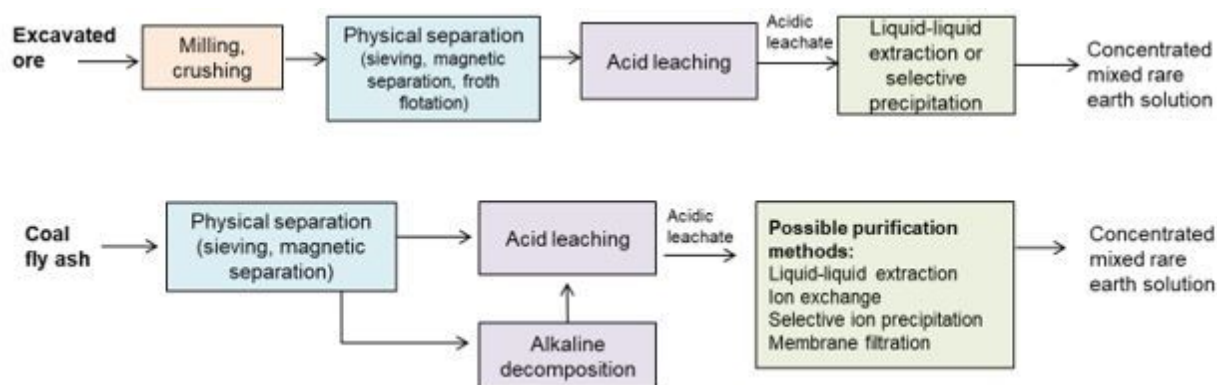 Excavated
ore
Milling,
crushing
Physical separation
(sieving, magnetic
separation, froth
flotation)
Acid leaching
Acidic
leachate
Liquid-liquid
extraction or
selective
precipitation
Concentrated
mixed rare
earth solution
Coal
fly ash
Physical separation
(sieving, magnetic
separation)
Acid leaching
Alkaline
decomposition
Acidic
leachate
Possible purification
methods:
Liquid-liquid extraction
Ion exchange
Selective ion precipitation
Membrane filtration
Concentrated
mixed rare
earth solution